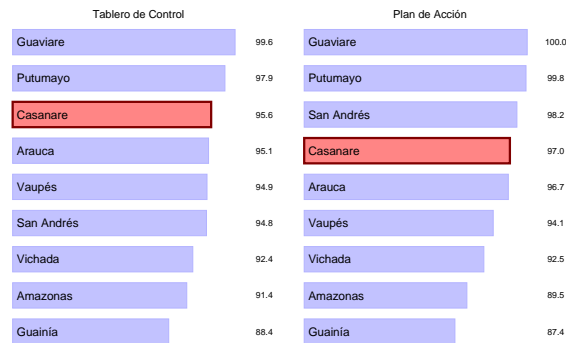 Tablero de Control
Guaviare 99.6
Putumayo 97.9
Casanare 95.6
Arauca 95.1
Vaupés 94.9
San Andrés 94.8
Vichada 92.4
Amazonas 91.4
Guainía 88.4
Plan de Acción
Guaviare 100.0
Putumayo 99.8
San Andrés 98.2
Casanare 97.0
Arauca 96.7
Vaupés 94.1
Vichada 92.5
Amazonas 89.5
Guainía 87.4